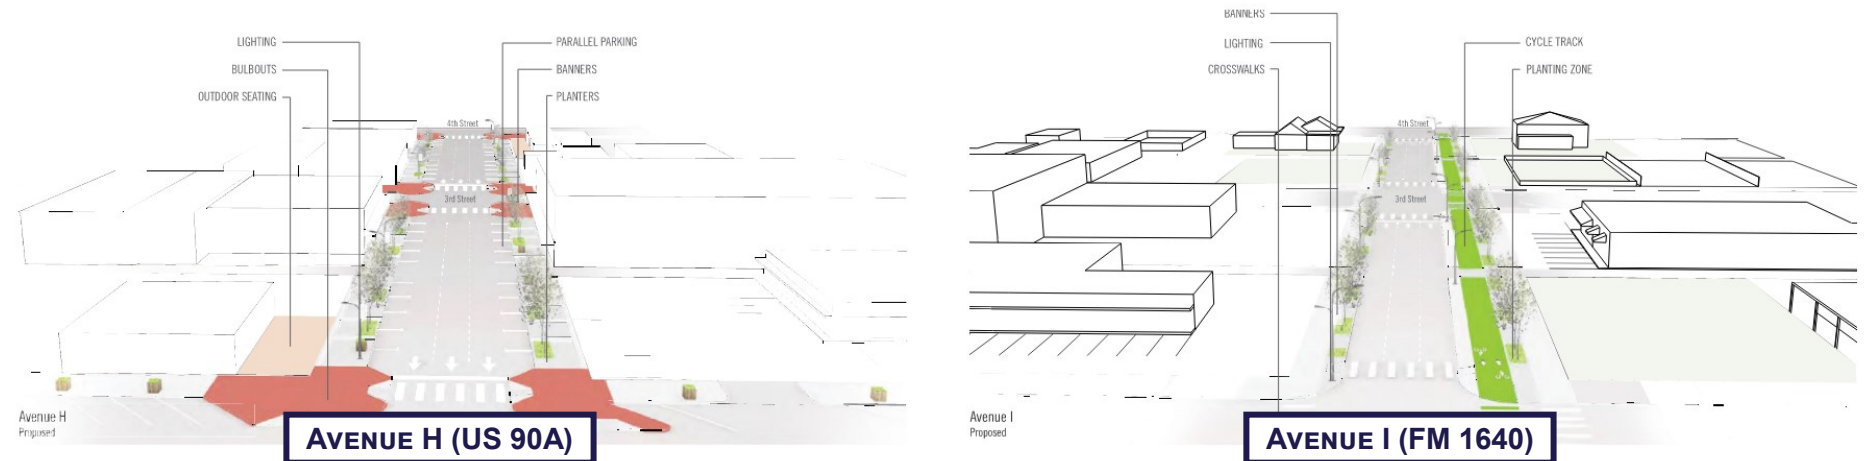 LIGHTING
BULBOUTS
OUTDOOR SEATING
PARALLEL PARKING
BANNERS
PLANTERS
4th Street
3rd Street
Avenue H
Proposed
AVENUE H (US 90A)
BANNERS
LIGHTING
CROSSWALKS
CYCLE TRACK
PLANTING ZONE
4th Street
3rd Street
Avenue I
Proposed
AVENUE I (FM 1640)